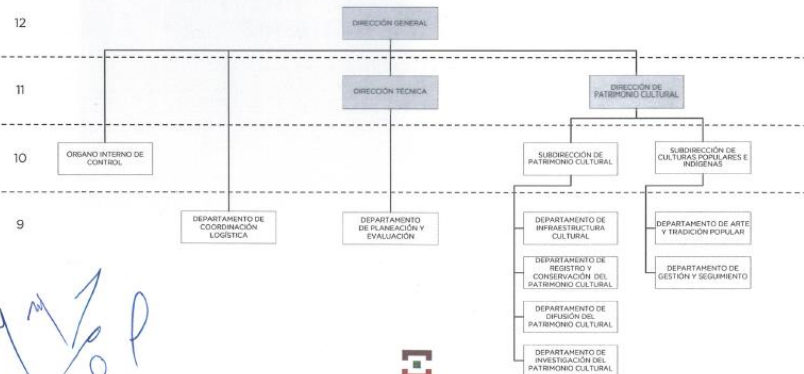 12
DIRECCIÓN GENERAL
11
DIRECCIÓN TÉCNICA
DIRECCIÓN DE
PATRIMONIO CULTURAL
10
ÓRGANO INTERNO DE
CONTROL
SUBDIRECCIÓN DE
PATRIMONIO CULTURAL
SUBDIRECCIÓN DE
CULTURAS POPULARES E
INDÍGENAS
9
DEPARTAMENTO DE
COORDINACIÓN
LOGÍSTICA
DEPARTAMENTO
DE PLANEACIÓN Y
EVALUACIÓN
DEPARTAMENTO DE
INFRAESTRUCTURA
CULTURAL
DEPARTAMENTO DE ARTE
Y TRADICIÓN POPULAR
DEPARTAMENTO DE
REGISTRO Y
CONSERVACIÓN DEL
PATRIMONIO CULTURAL
DEPARTAMENTO DE
GESTIÓN Y SEGUIMIENTO
DEPARTAMENTO DE
DIFUSIÓN DEL
PATRIMONIO CULTURAL
DEPARTAMENTO DE
INVESTIGACIÓN DEL
PATRIMONIO CULTURAL